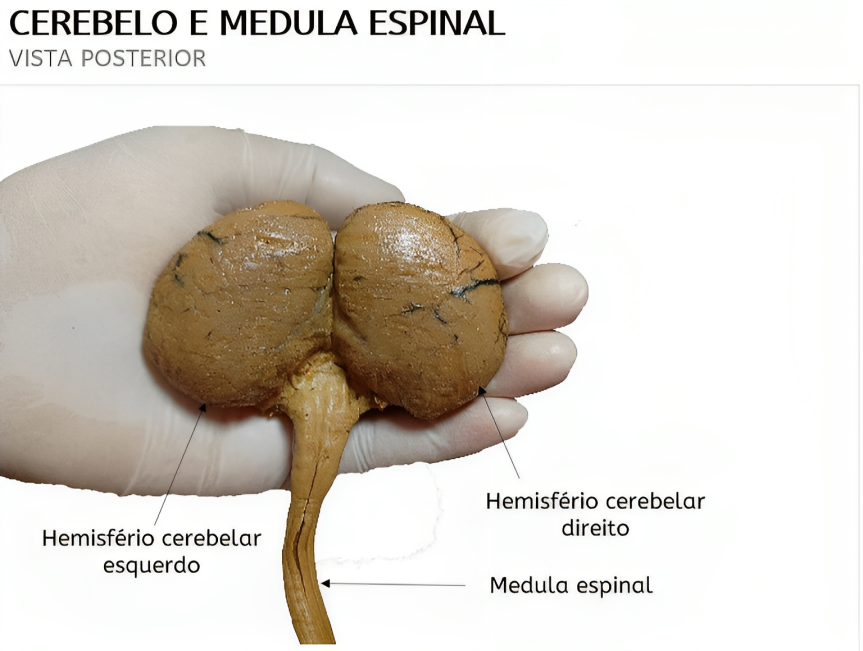 CEREBELO E MEDULA ESPINAL
VISTA POSTERIOR
Hemisfério cerebelar
direito
Hemisfério cerebelar
esquerdo
Medula espinal